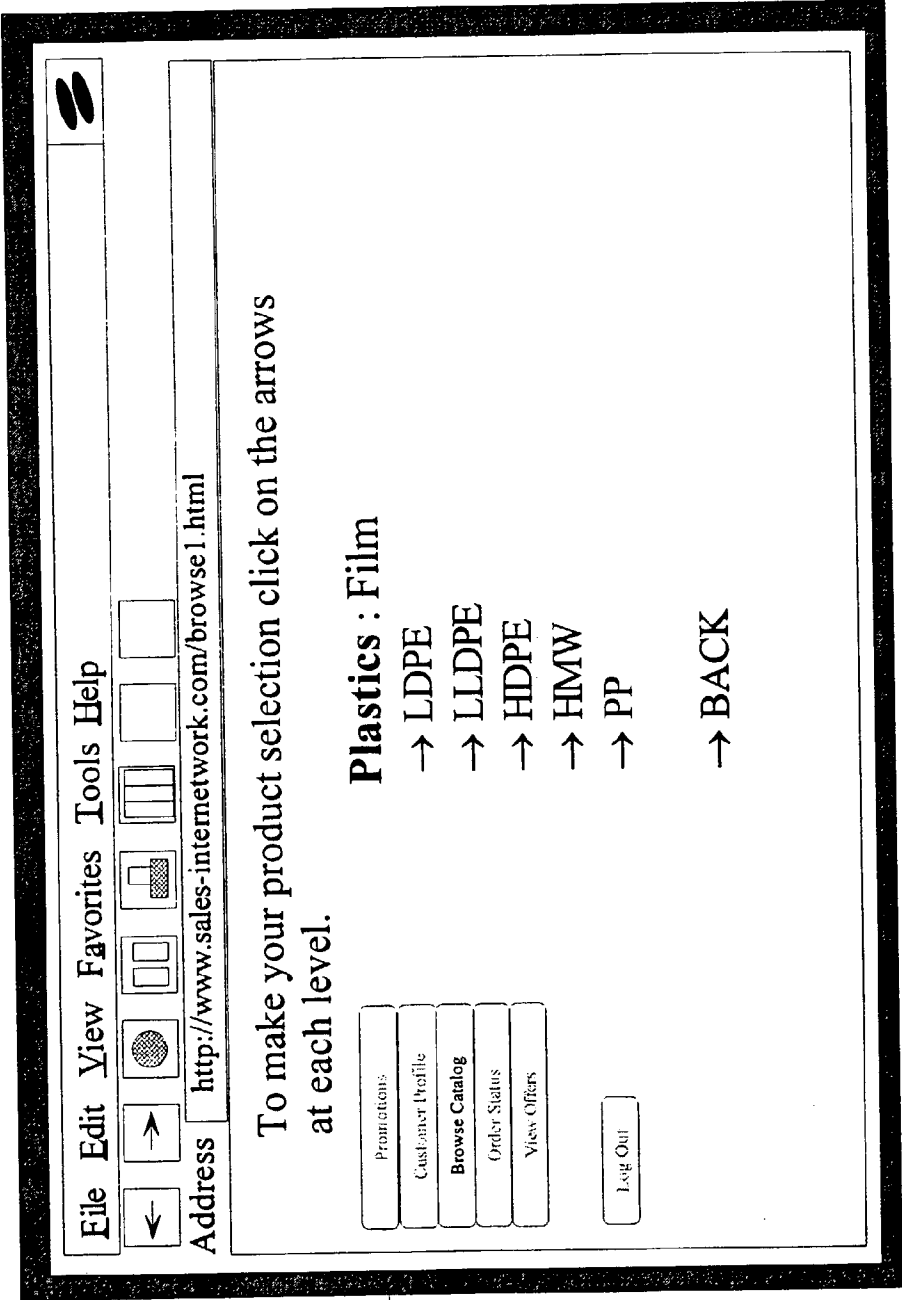 File Edit View Favorites Tools Help
Address http://www.sales-internetwork.com/browse1.html
To make your product selection click on the arrows
at each level.
Promotions
Customer Profile
Browse Catalog
Order Status
View Offers
Log Out
Plastics : Film
→ LDPE
→ LLDPE
→ HDPE
→ HMW
→ PP
→ BACK